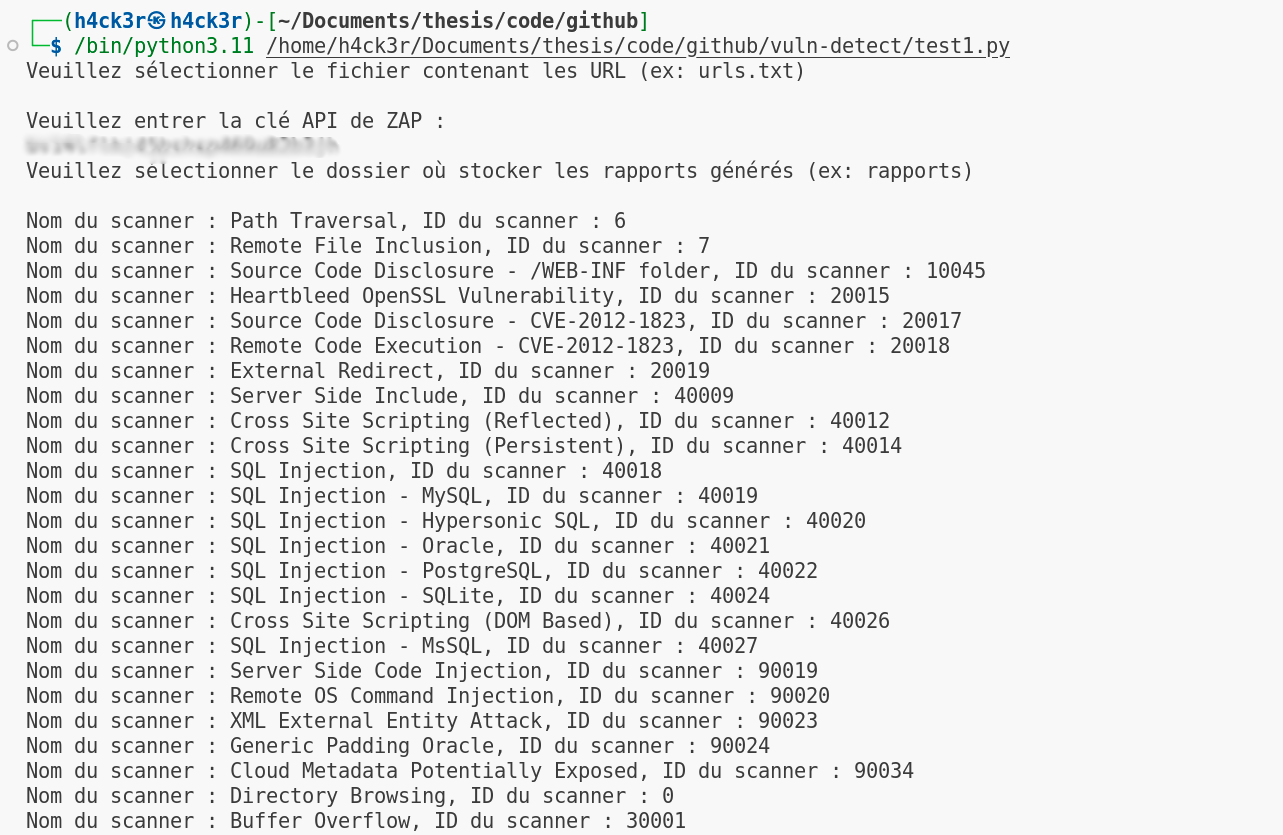 (h4ck3r㉿h4ck3r)-[~/Documents/thesis/code/github]
$ /bin/python3.11 /home/h4ck3r/Documents/thesis/code/github/vuln-detect/test1.py
Veuillez sélectionner le fichier contenant les URL (ex: urls.txt)
Veuillez entrer la clé API de ZAP :
Veuillez sélectionner le dossier où stocker les rapports générés (ex: rapports)
Nom du scanner : Path Traversal, ID du scanner : 6
Nom du scanner : Remote File Inclusion, ID du scanner : 7
Nom du scanner : Source Code Disclosure - /WEB-INF folder, ID du scanner : 10045
Nom du scanner : Heartbleed OpenSSL Vulnerability, ID du scanner : 20015
Nom du scanner : Source Code Disclosure - CVE-2012-1823, ID du scanner : 20017
Nom du scanner : Remote Code Execution - CVE-2012-1823, ID du scanner : 20018
Nom du scanner : External Redirect, ID du scanner : 20019
Nom du scanner : Server Side Include, ID du scanner : 40009
Nom du scanner : Cross Site Scripting (Reflected), ID du scanner : 40012
Nom du scanner : Cross Site Scripting (Persistent), ID du scanner : 40014
Nom du scanner : SQL Injection, ID du scanner : 40018
Nom du scanner : SQL Injection - MySQL, ID du scanner : 40019
Nom du scanner : SQL Injection - Hypersonic SQL, ID du scanner : 40020
Nom du scanner : SQL Injection - Oracle, ID du scanner : 40021
Nom du scanner : SQL Injection - PostgreSQL, ID du scanner : 40022
Nom du scanner : SQL Injection - SQLite, ID du scanner : 40024
Nom du scanner : Cross Site Scripting (DOM Based), ID du scanner : 40026
Nom du scanner : SQL Injection - MsSQL, ID du scanner : 40027
Nom du scanner : Server Side Code Injection, ID du scanner : 90019
Nom du scanner : Remote OS Command Injection, ID du scanner : 90020
Nom du scanner : XML External Entity Attack, ID du scanner : 90023
Nom du scanner : Generic Padding Oracle, ID du scanner : 90024
Nom du scanner : Cloud Metadata Potentially Exposed, ID du scanner : 90034
Nom du scanner : Directory Browsing, ID du scanner : 0
Nom du scanner : Buffer Overflow, ID du scanner : 30001